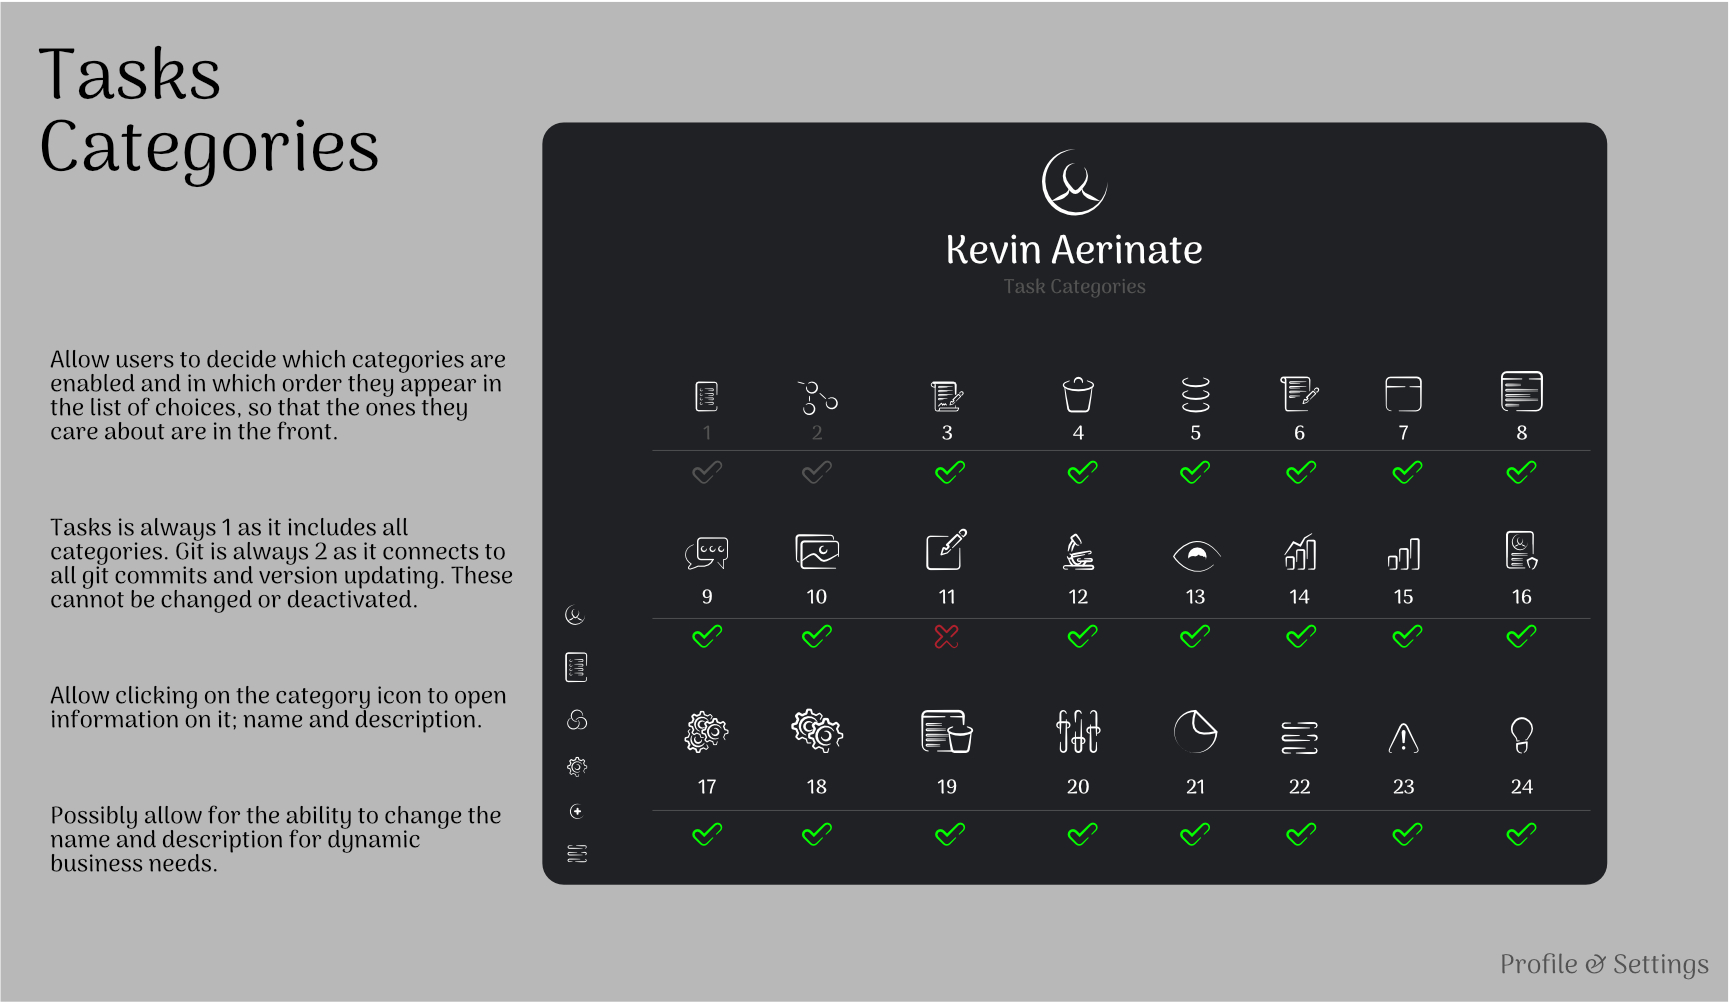 Tasks
Categories
Allow users to decide which categories are
enabled and in which order they appear in
the list of choices, so that the ones they
care about are in the front.
Tasks is always 1 as it includes all
categories. Git is always 2 as it connects to
all git commits and version updating. These
cannot be changed or deactivated.
Allow clicking on the category icon to open
information on it; name and description.
Possibly allow for the ability to change the
name and description for dynamic
business needs.
Kevin Aerinate
Task Categories
1 2 3 4 5 6 7 8
9 10 11 12 13 14 15 16
17 18 19 20 21 22 23 24
Profile & Settings